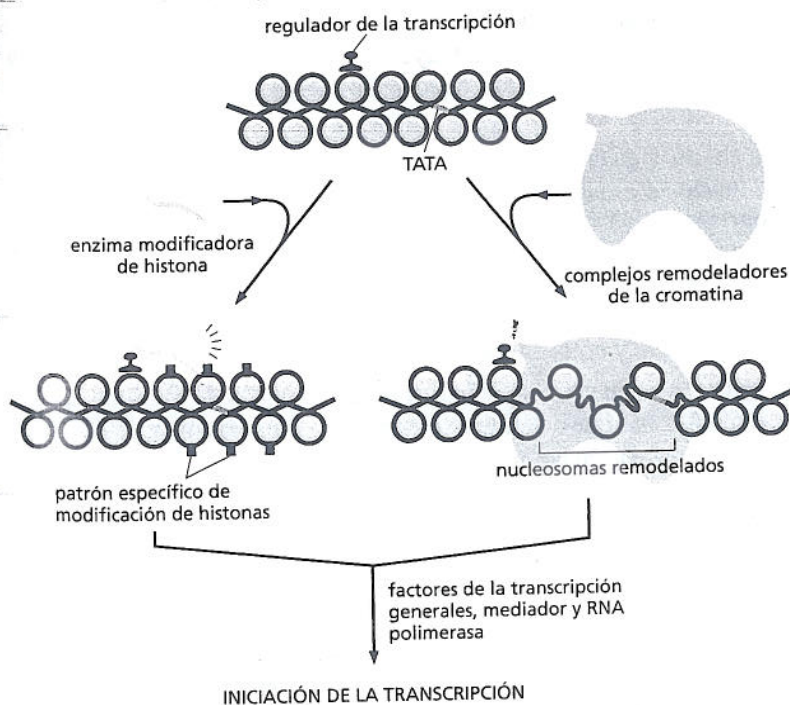 regulador de la transcripción
TATA
enzima modificadora
de histona
complejos remodeladores
de la cromatina
patrón específico de
modificación de histonas
nucleosomas remodelados
factores de la transcripción
generales, mediador y RNA
polimerasa
INICIACIÓN DE LA TRANSCRIPCIÓN